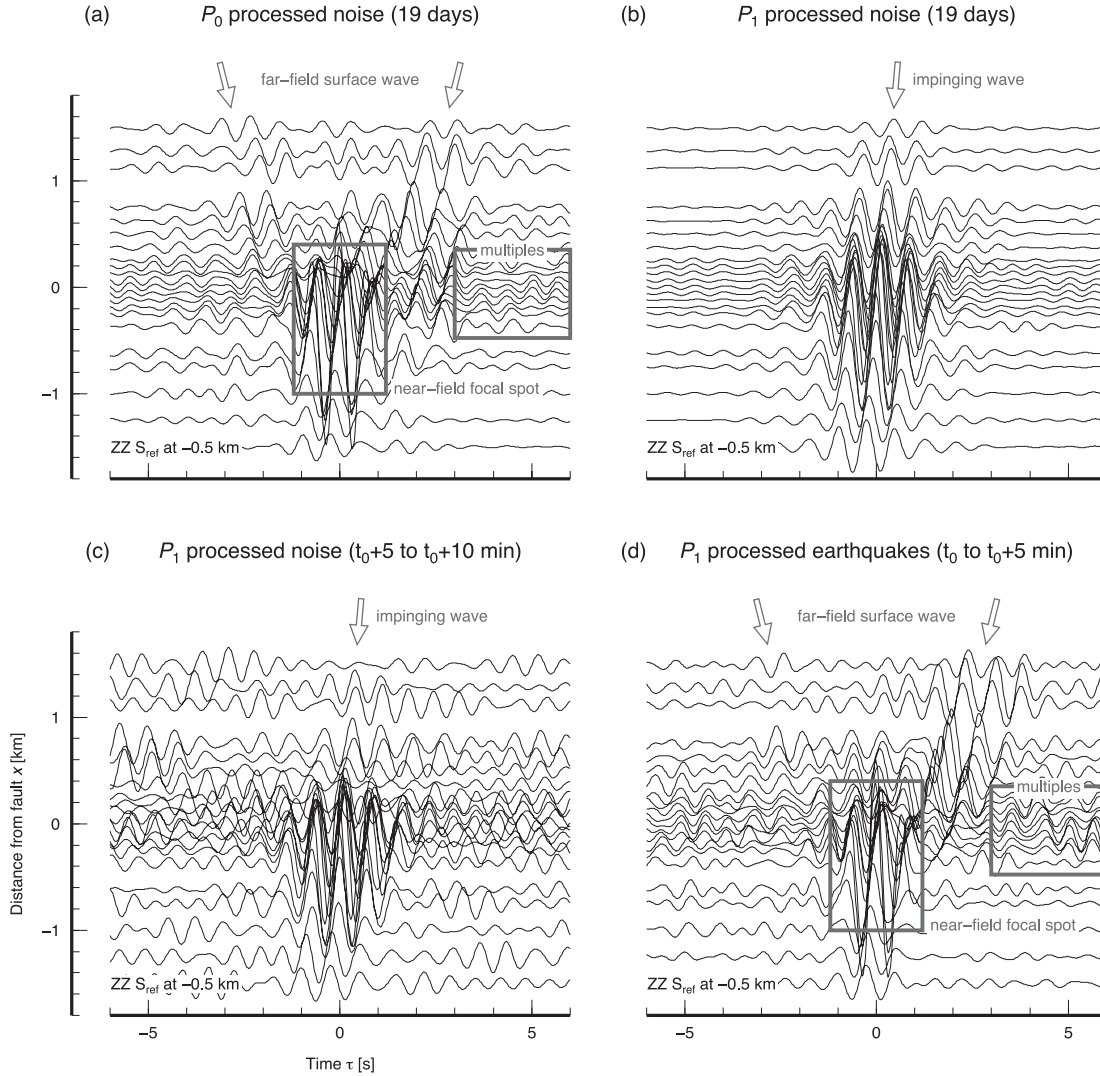 (a) P0 processed noise (19 days)
far–field surface wave
1
0
−1
multiples
near–field focal spot
ZZ Sref at −0.5 km
(b) P1 processed noise (19 days)
impinging wave
ZZ Sref at −0.5 km
(c) P1 processed noise (t0+5 to t0+10 min)
impinging wave
1
0
−1
Distance from fault x [km]
ZZ Sref at −0.5 km
−5 0 5
Time τ [s]
(d) P1 processed earthquakes (t0 to t0+5 min)
far–field surface wave
multiples
near–field focal spot
ZZ Sref at −0.5 km
−5 0 5